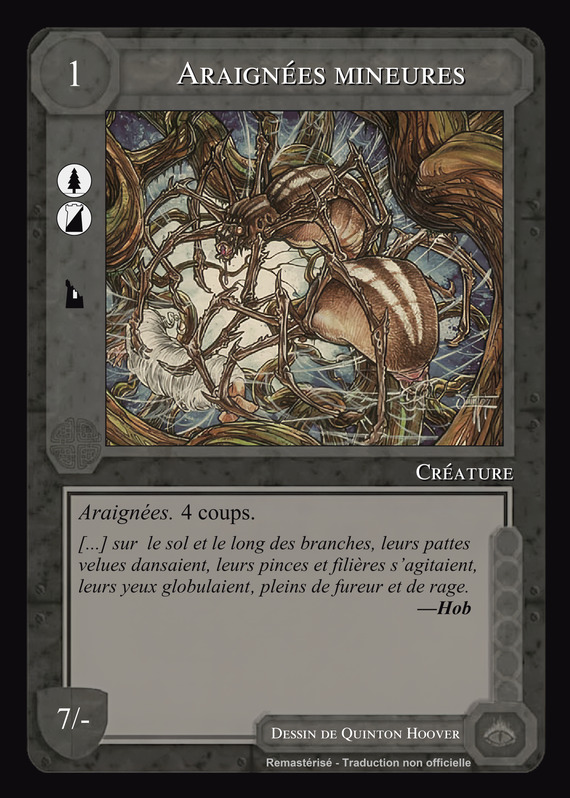 1
Araignées mineures
Créature
Araignées. 4 coups.
[...] sur le sol et le long des branches, leurs pattes
velues dansaient, leurs pinces et filières s’agitaient,
leurs yeux globulaient, pleins de fureur et de rage.
—Hob
7/-
Dessin de Quinton Hoover
Remastérisé - Traduction non officielle